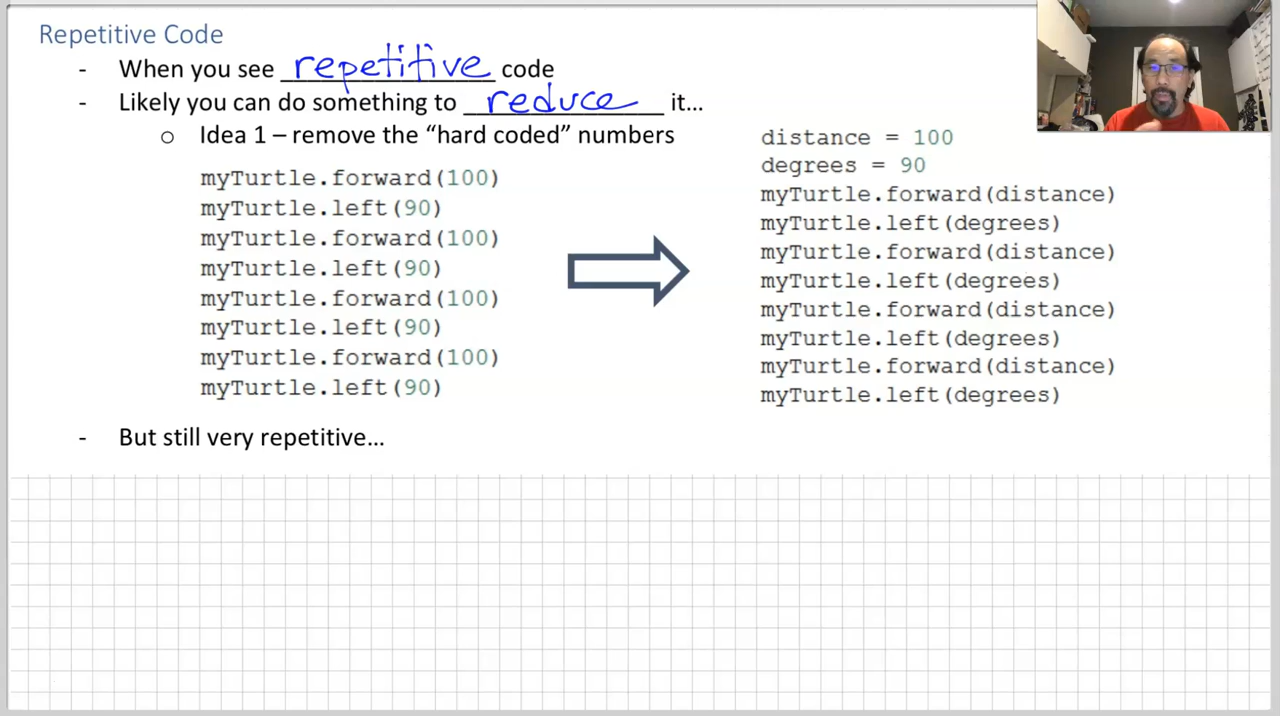 Repetitive Code
- When you see repetitive code
- Likely you can do something to reduce it...
o Idea 1 – remove the “hard coded” numbers
myTurtle.forward(100)
myTurtle.left(90)
myTurtle.forward(100)
myTurtle.left(90)
myTurtle.forward(100)
myTurtle.left(90)
myTurtle.forward(100)
myTurtle.left(90)
distance = 100
degrees = 90
myTurtle.forward(distance)
myTurtle.left(degrees)
myTurtle.forward(distance)
myTurtle.left(degrees)
myTurtle.forward(distance)
myTurtle.left(degrees)
myTurtle.forward(distance)
myTurtle.left(degrees)
- But still very repetitive...